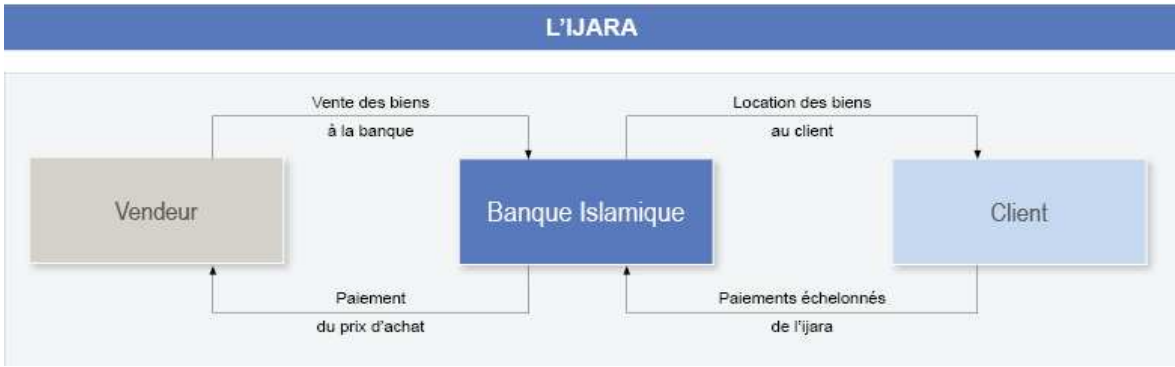 L'IJARA
Vente des biens
à la banque
Location des biens
au client
Vendeur
Banque Islamique
Client
Paiement
du prix d'achat
Paiements échelonnés
de l'ijara